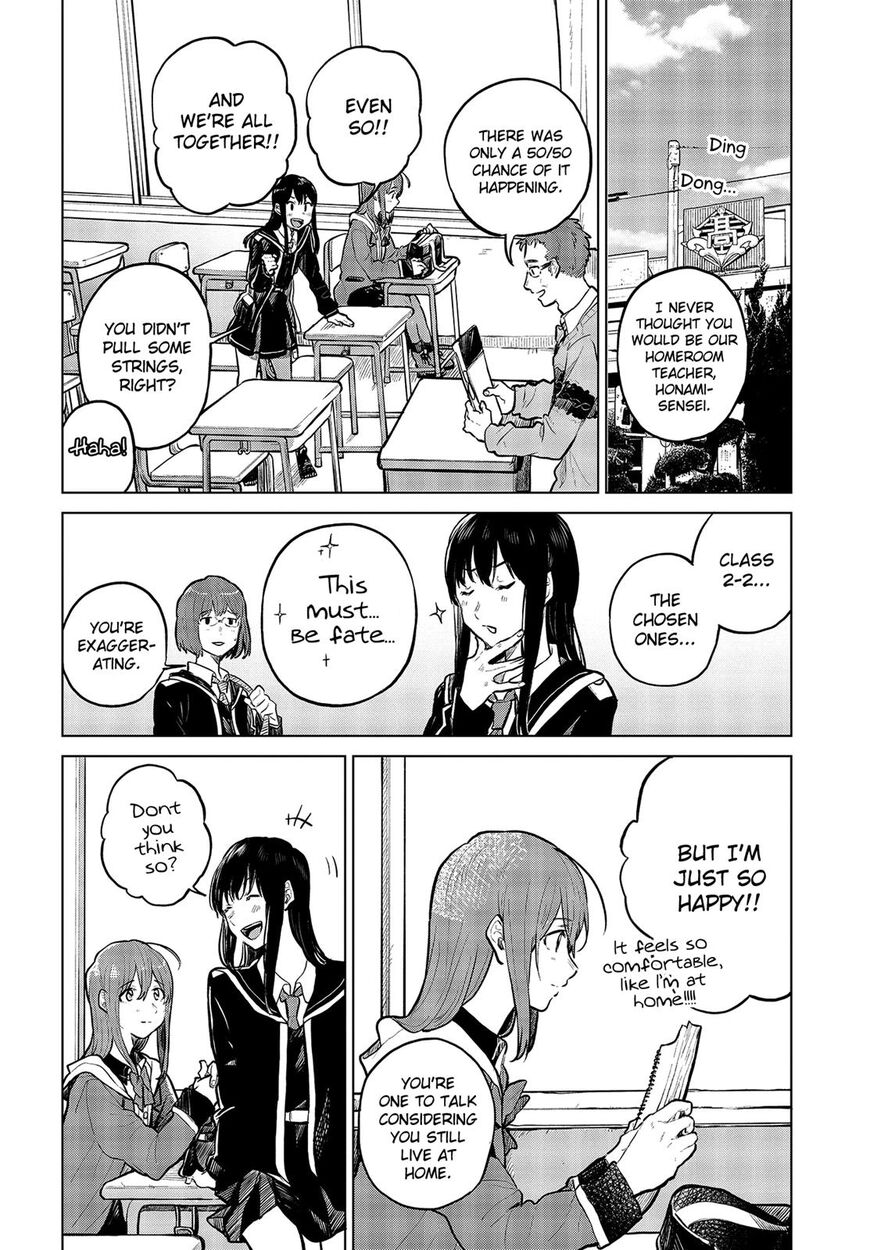 Ding
Dong...
高
I NEVER
THOUGHT YOU
WOULD BE OUR
HOMEROOM
TEACHER,
HONAMI-
SENSEI.
THERE WAS
ONLY A 50/50
CHANCE OF IT
HAPPENING.
EVEN
SO!!
AND
WE'RE ALL
TOGETHER!!
YOU DIDN'T
PULL SOME
STRINGS,
RIGHT?
Haha!
CLASS
2-2...
THE
CHOSEN
ONES...
This
must...
Be fate...
YOU'RE
EXAGGER-
ATING.
BUT I'M
JUST SO
HAPPY!!
It feels so
comfortable,
like I'm at
home!!!!
YOU'RE
ONE TO TALK
CONSIDERING
YOU STILL
LIVE AT
HOME.
Dont
you
think
so?